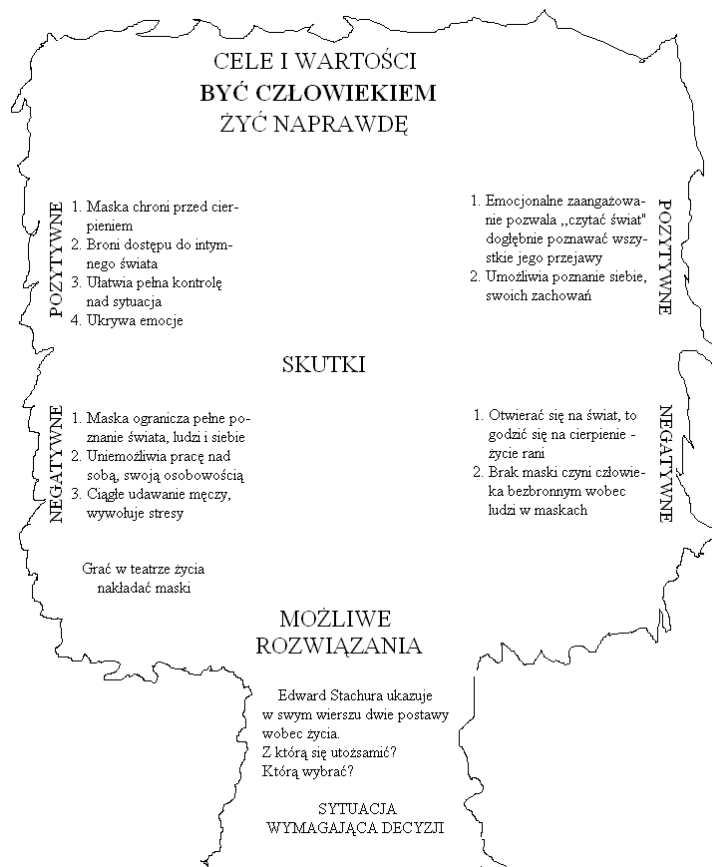 CELE I WARTOŚCI
BYĆ CZŁOWIEKIEM
ŻYĆ NAPRAWDĘ
POZYTYWNE
1. Maska chroni przed cier-
pieniem
2. Broni dostępu do intym-
nego świata
3. Ułatwia pełna kontrolę
nad sytuacja
4. Ukrywa emocje
1. Emocjonalne zaangażowa-
nie pozwala ,,czytać świat"
dogłębnie poznawać wszy-
stkie jego przejawy
2. Umożliwia poznanie siebie,
swoich zachowań
POZYTYWNE
SKUTKI
NEGATYWNE
1. Maska ogranicza pełne po-
znanie świata, ludzi i siebie
2. Uniemożliwia pracę nad
sobą, swoją osobowością
3. Ciągłe udawanie męczy,
wywołuje stresy
1. Otwierać się na świat, to
godzić się na cierpienie -
życie rani
2. Brak maski czyni człowie-
ka bezbronnym wobec
ludzi w maskach
NEGATYWNE
Grać w teatrze życia
nakładać maski
MOŻLIWE
ROZWIĄZANIA
Edward Stachura ukazuje
w swym wierszu dwie postawy
wobec życia.
Z którą się utożsamić?
Którą wybrać?
SYTUACJA
WYMAGAJĄCA DECYZJI